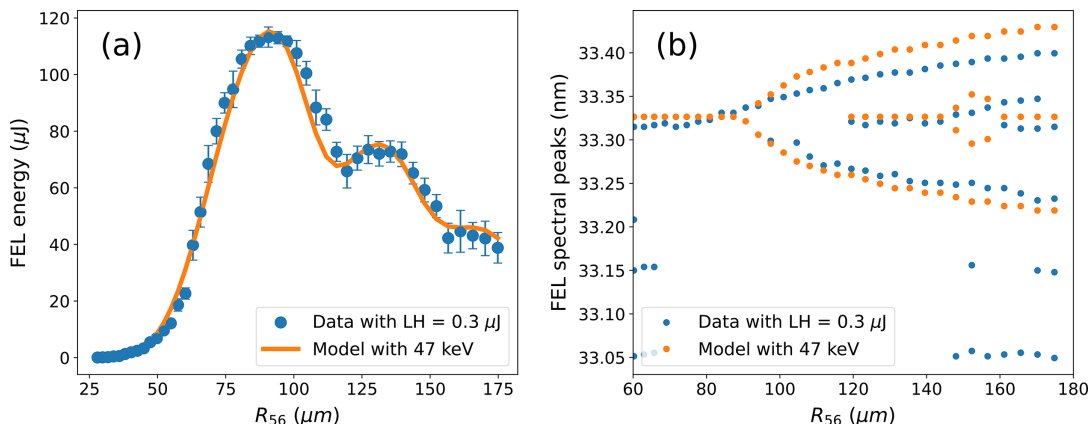 (a)
FEL energy (μJ)
120
100
80
60
40
20
0
Data with LH = 0.3 μJ
Model with 47 keV
25
50
75
100
125
150
175
R56 (μm)
(b)
FEL spectral peaks (nm)
33.40
33.35
33.30
33.25
33.20
33.15
33.10
33.05
Data with LH = 0.3 μJ
Model with 47 keV
60
80
100
120
140
160
180
R56 (μm)